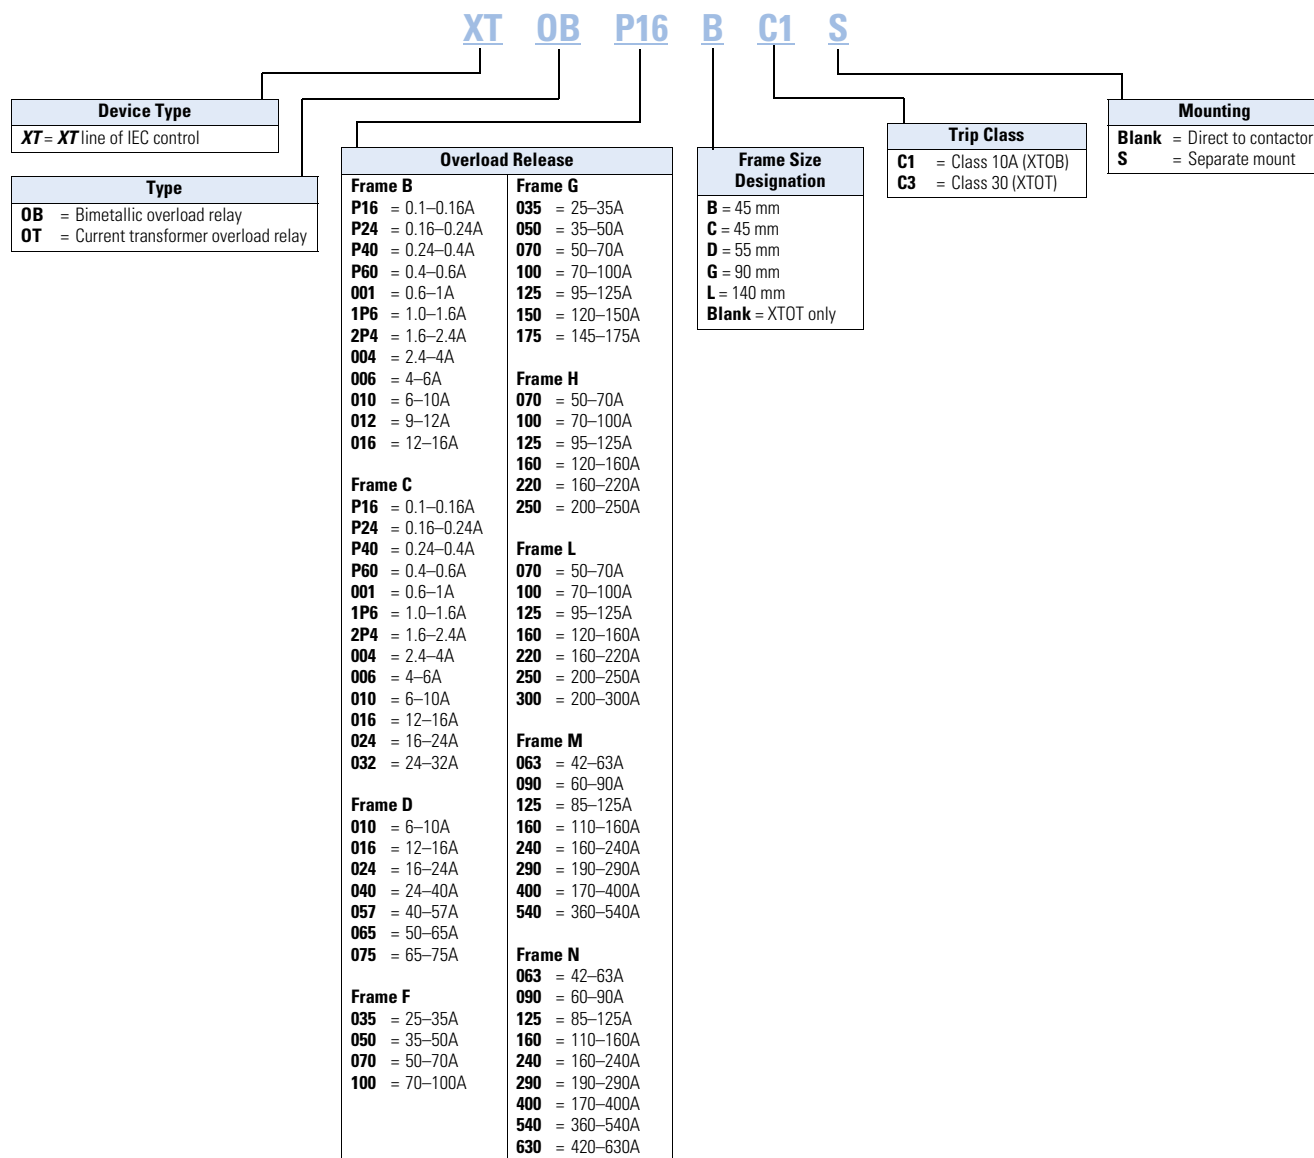 XT OB P16 B C1 S
Device Type
XT = XT line of IEC control
Type
OB = Bimetallic overload relay
OT = Current transformer overload relay
Overload Release
Frame B
P16 = 0.1–0.16A
P24 = 0.16–0.24A
P40 = 0.24–0.4A
P60 = 0.4–0.6A
001 = 0.6–1A
1P6 = 1.0–1.6A
2P4 = 1.6–2.4A
004 = 2.4–4A
006 = 4–6A
010 = 6–10A
012 = 9–12A
016 = 12–16A
Frame C
P16 = 0.1–0.16A
P24 = 0.16–0.24A
P40 = 0.24–0.4A
P60 = 0.4–0.6A
001 = 0.6–1A
1P6 = 1.0–1.6A
2P4 = 1.6–2.4A
004 = 2.4–4A
006 = 4–6A
010 = 6–10A
016 = 12–16A
024 = 16–24A
032 = 24–32A
Frame D
010 = 6–10A
016 = 12–16A
024 = 16–24A
040 = 24–40A
057 = 40–57A
065 = 50–65A
075 = 65–75A
Frame F
035 = 25–35A
050 = 35–50A
070 = 50–70A
100 = 70–100A
Frame G
035 = 25–35A
050 = 35–50A
070 = 50–70A
100 = 70–100A
125 = 95–125A
150 = 120–150A
175 = 145–175A
Frame H
070 = 50–70A
100 = 70–100A
125 = 95–125A
160 = 120–160A
220 = 160–220A
250 = 200–250A
Frame L
070 = 50–70A
100 = 70–100A
125 = 95–125A
160 = 120–160A
220 = 160–220A
250 = 200–250A
300 = 200–300A
Frame M
063 = 42–63A
090 = 60–90A
125 = 85–125A
160 = 110–160A
240 = 160–240A
290 = 190–290A
400 = 170–400A
540 = 360–540A
Frame N
063 = 42–63A
090 = 60–90A
125 = 85–125A
160 = 110–160A
240 = 160–240A
290 = 190–290A
400 = 170–400A
540 = 360–540A
630 = 420–630A
Frame Size
Designation
B = 45 mm
C = 45 mm
D = 55 mm
G = 90 mm
L = 140 mm
Blank = XTOT only
Trip Class
C1 = Class 10A (XTOB)
C3 = Class 30 (XTOT)
Mounting
Blank = Direct to contactor
S = Separate mount